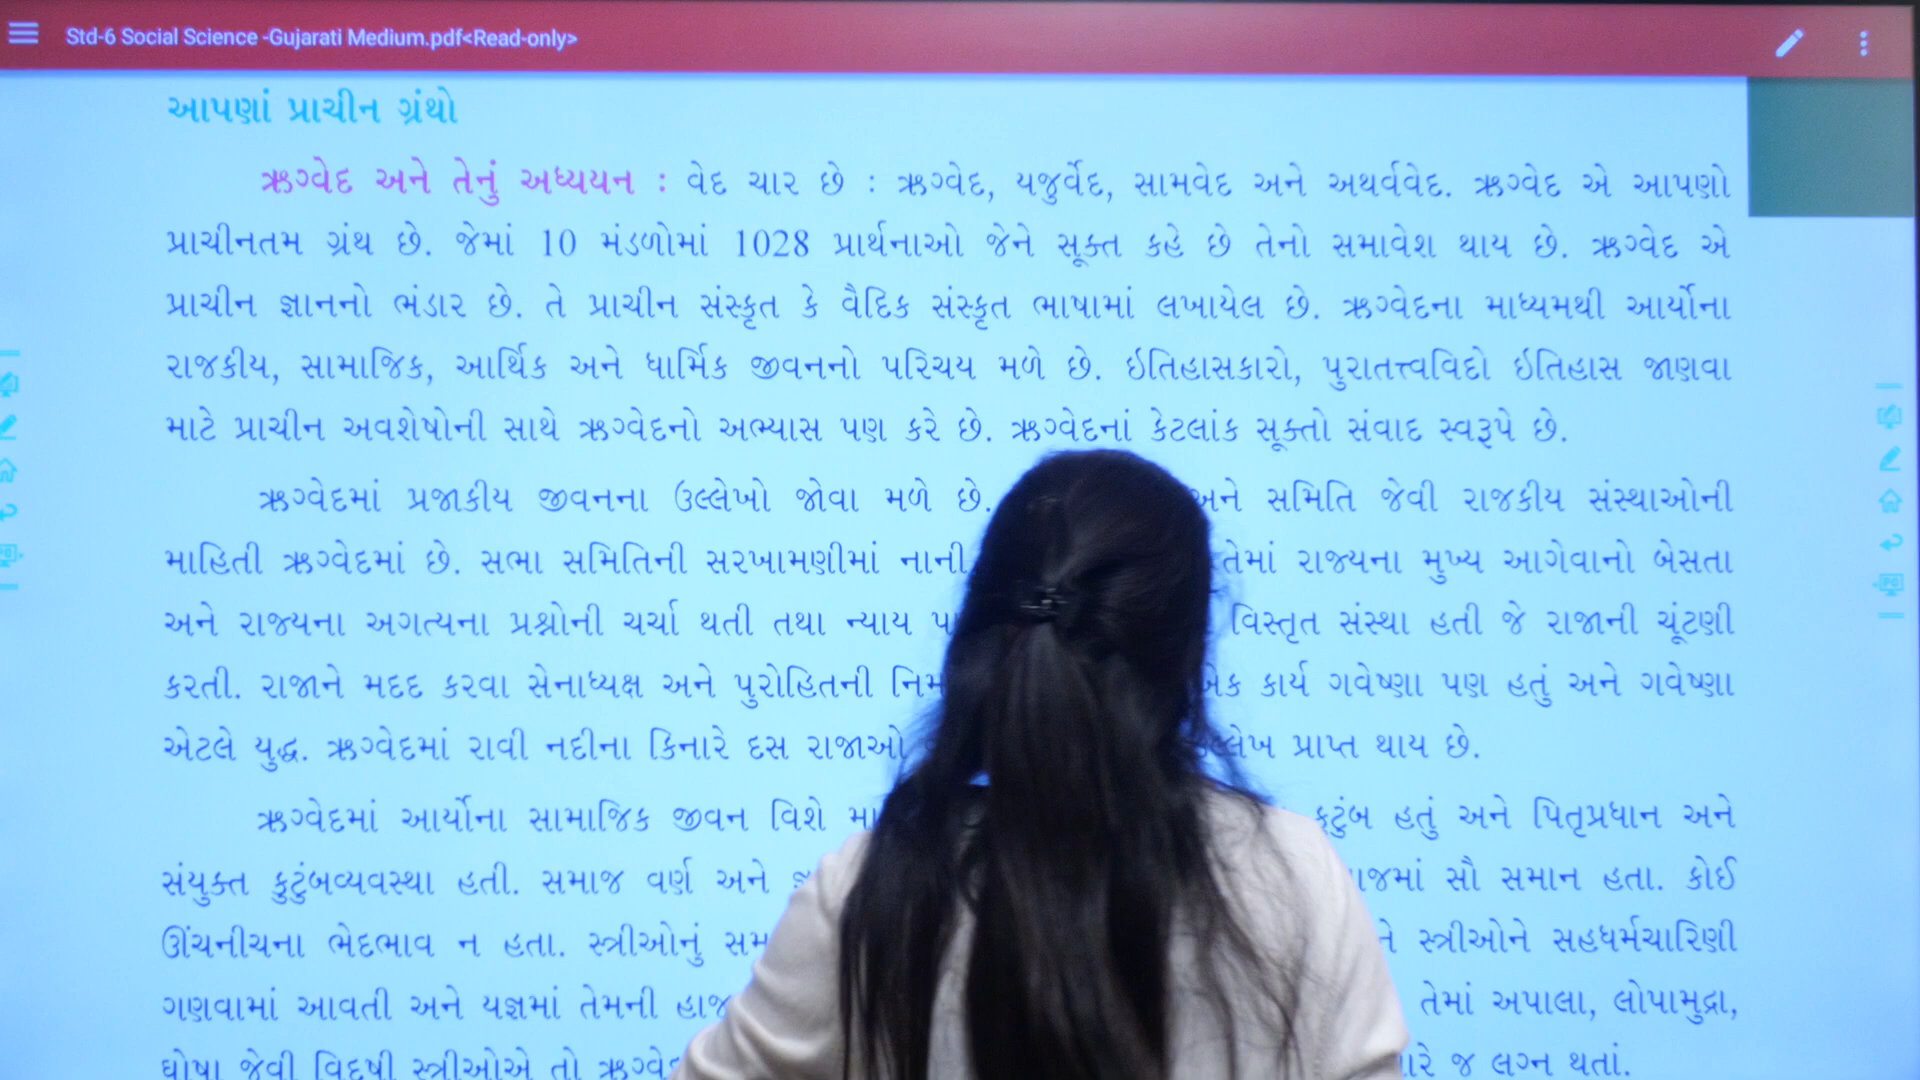 Std-6 Social Science -Gujarati Medium.pdf<Read-only>
આપણાં પ્રાચીન ગ્રંથો
ઋગ્વેદ અને તેનું અધ્યયન : વેદ ચાર છે : ઋગ્વેદ, યજુર્વેદ, સામવેદ અને અથર્વવેદ. ઋગ્વેદ એ આપણો
પ્રાચીનતમ ગ્રંથ છે. જેમાં 10 મંડળોમાં 1028 પ્રાર્થનાઓ જેને સૂક્ત કહે છે તેનો સમાવેશ થાય છે. ઋગ્વેદ એ
પ્રાચીન જ્ઞાનનો ભંડાર છે. તે પ્રાચીન સંસ્કૃત કે વૈદિક સંસ્કૃત ભાષામાં લખાયેલ છે. ઋગ્વેદના માધ્યમથી આર્યોના
રાજકીય, સામાજિક, આર્થિક અને ધાર્મિક જીવનનો પરિચય મળે છે. ઇતિહાસકારો, પુરાતત્ત્વવિદો ઇતિહાસ જાણવા
માટે પ્રાચીન અવશેષોની સાથે ઋગ્વેદનો અભ્યાસ પણ કરે છે. ઋગ્વેદનાં કેટલાંક સૂક્તો સંવાદ સ્વરૂપે છે.
ઋગ્વેદમાં પ્રજાકીય જીવનના ઉલ્લેખો જોવા મળે છે. અને સમિતિ જેવી રાજકીય સંસ્થાઓની
માહિતી ઋગ્વેદમાં છે. સભા સમિતિની સરખામણીમાં નાની તેમાં રાજ્યના મુખ્ય આગેવાનો બેસતા
અને રાજ્યના અગત્યના પ્રશ્નોની ચર્ચા થતી તથા ન્યાય વિસ્તૃત સંસ્થા હતી જે રાજાની ચૂંટણી
કરતી. રાજાને મદદ કરવા સેનાધ્યક્ષ અને પુરોહિતની કાર્ય ગવેષ્ણા પણ હતું અને ગવેષ્ણા
એટલે યુદ્ધ. ઋગ્વેદમાં રાવી નદીના કિનારે દસ રાજાઓ પ્રાપ્ત થાય છે.
ઋગ્વેદમાં આર્યોના સામાજિક જીવન વિશે કુટુંબ હતું અને પિતૃપ્રધાન અને
સંયુક્ત કુટુંબવ્યવસ્થા હતી. સમાજ વર્ણ અને સૌ સમાન હતા. કોઈ
ઊંચનીચના ભેદભાવ ન હતા. સ્ત્રીઓનું સ્ત્રીઓને સહધર્મચારિણી
ગણવામાં આવતી અને યજ્ઞમાં તેમની તેમાં અપાલા, લોપામુદ્રા,
ઘોષા જેવી વિદુષી સ્ત્રીઓએ તો જ લગ્ન થતાં.